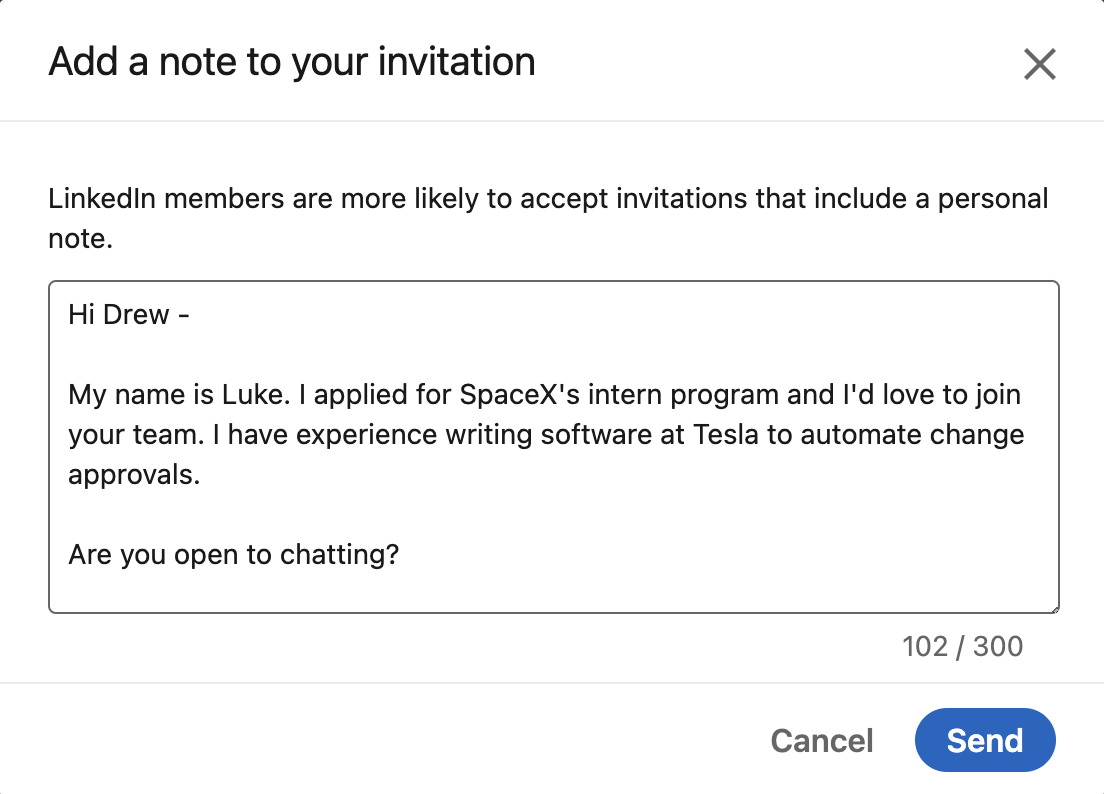 Add a note to your invitation
LinkedIn members are more likely to accept invitations that include a personal
note.
Hi Drew -
My name is Luke. I applied for SpaceX's intern program and I'd love to join
your team. I have experience writing software at Tesla to automate change
approvals.
Are you open to chatting?
102 / 300
Cancel
Send